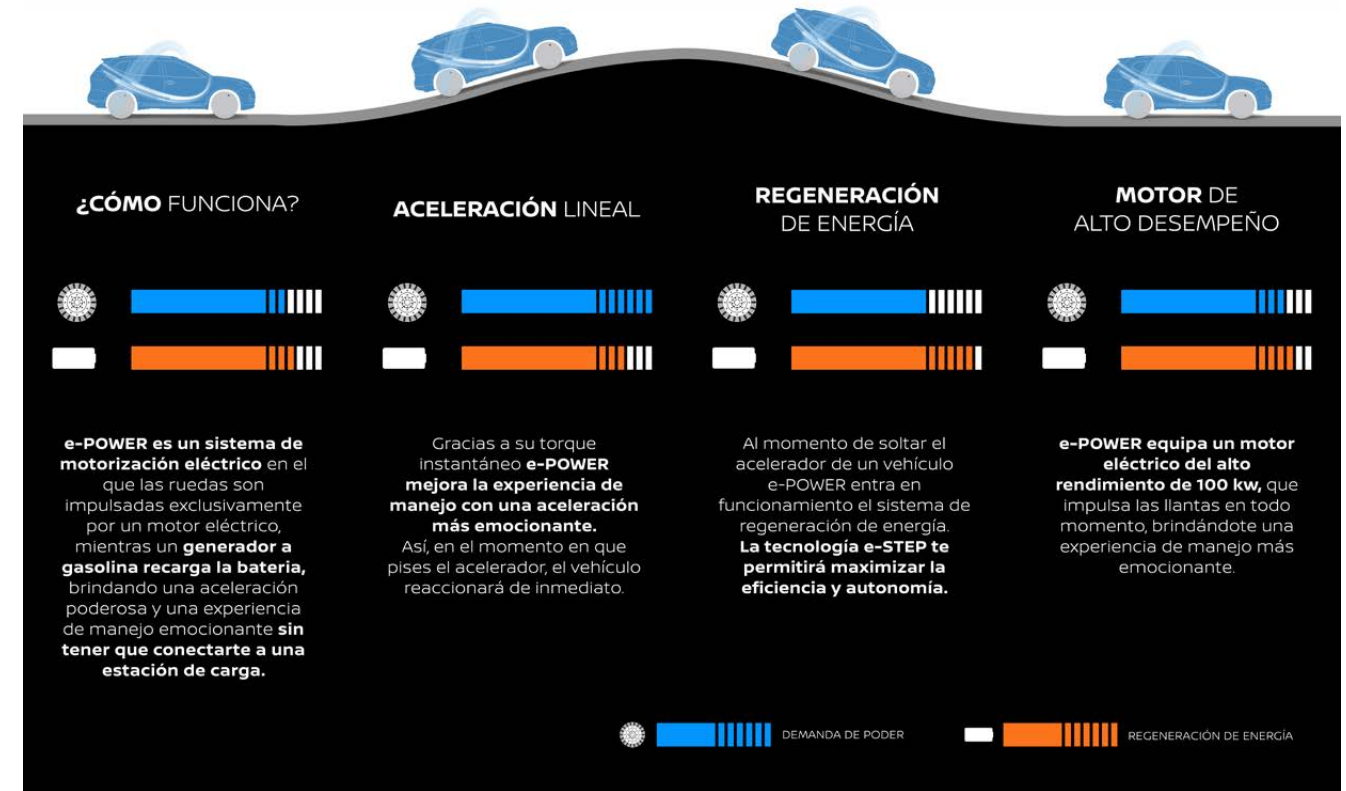 ¿CÓMO FUNCIONA?
e-POWER es un sistema de
motorización eléctrico en el
que las ruedas son
impulsadas exclusivamente
por un motor eléctrico,
mientras un generador a
gasolina recarga la bateria,
brindando una aceleración
poderosa y una experiencia
de manejo emocionante sin
tener que conectarte a una
estación de carga.
ACELERACIÓN LINEAL
Gracias a su torque
instantáneo e-POWER
mejora la experiencia de
manejo con una aceleración
más emocionante.
Así, en el momento en que
pises el acelerador, el vehículo
reaccionará de inmediato.
REGENERACIÓN
DE ENERGÍA
Al momento de soltar el
acelerador de un vehículo
e-POWER entra en
funcionamiento el sistema de
regeneración de energía.
La tecnología e-STEP te
permitirá maximizar la
eficiencia y autonomía.
MOTOR DE
ALTO DESEMPEÑO
e-POWER equipa un motor
eléctrico del alto
rendimiento de 100 kw, que
impulsa las llantas en todo
momento, brindándote una
experiencia de manejo más
emocionante.
DEMANDA DE PODER
REGENERACIÓN DE ENERGÍA